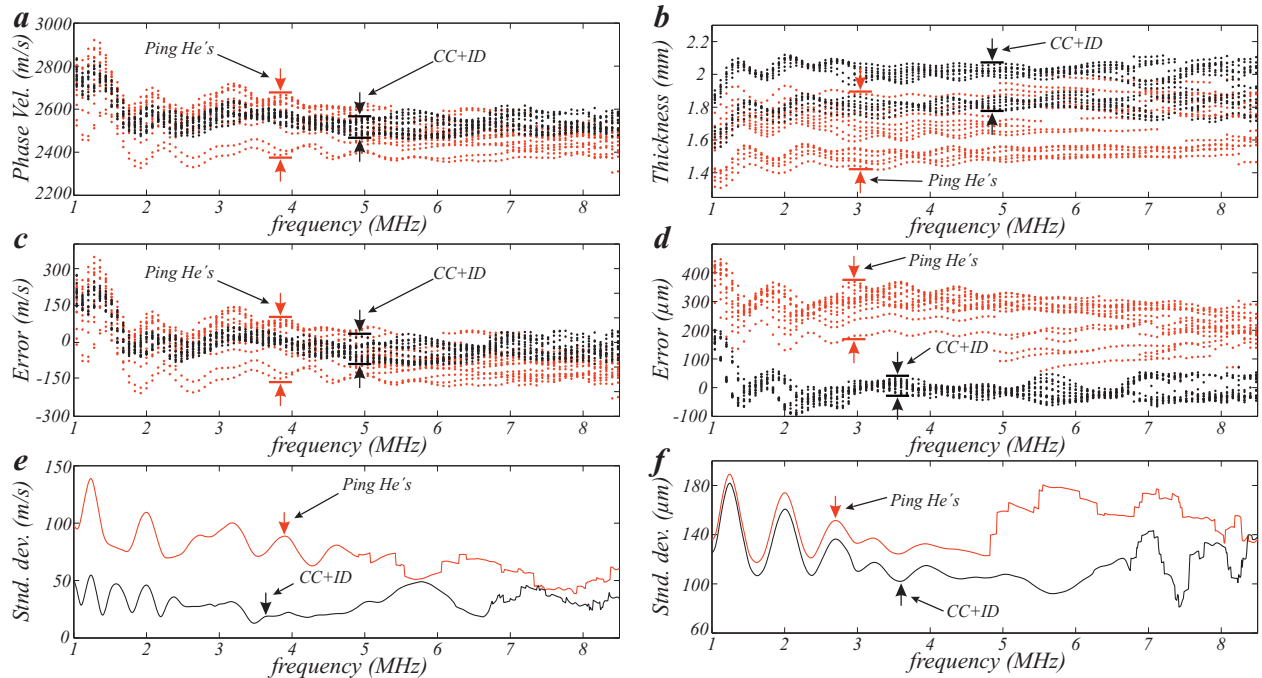 a
Phase Vel. (m/s)
3000
2800
2600
2400
2200
Ping He´s
CC+ID
1 2 3 4 5 6 7 8
frequency (MHz)
b
Thickness (mm)
2.2
2
1.8
1.6
1.4
CC+ID
Ping He´s
1 2 3 4 5 6 7 8
frequency (MHz)
c
Error (m/s)
300
150
0
-150
-300
Ping He´s
CC+ID
1 2 3 4 5 6 7 8
frequency (MHz)
d
Error (µm)
400
300
200
100
0
-100
Ping He´s
CC+ID
1 2 3 4 5 6 7 8
frequency (MHz)
e
Stnd. dev. (m/s)
150
100
50
0
Ping He´s
CC+ID
1 2 3 4 5 6 7 8
frequency (MHz)
f
Stnd. dev. (µm)
180
140
100
60
Ping He´s
CC+ID
1 2 3 4 5 6 7 8
frequency (MHz)